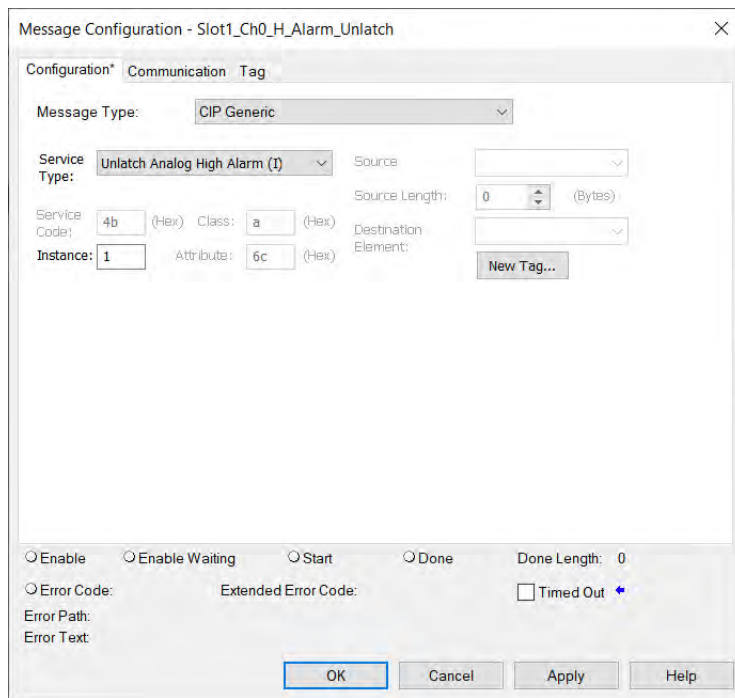 Message Configuration - Slot1_Ch0_H_Alarm_Unlatch
Configuration* Communication Tag
Message Type: CIP Generic
Service Type: Unlatch Analog High Alarm (I)
Source
Source Length: 0 (Bytes)
Service Code: 4b (Hex) Class: a (Hex)
Destination Element:
Instance: 1 Attribute: 6c (Hex)
New Tag...
Enable Enable Waiting Start Done Done Length: 0
Error Code: Extended Error Code: Timed Out
Error Path:
Error Text:
OK Cancel Apply Help